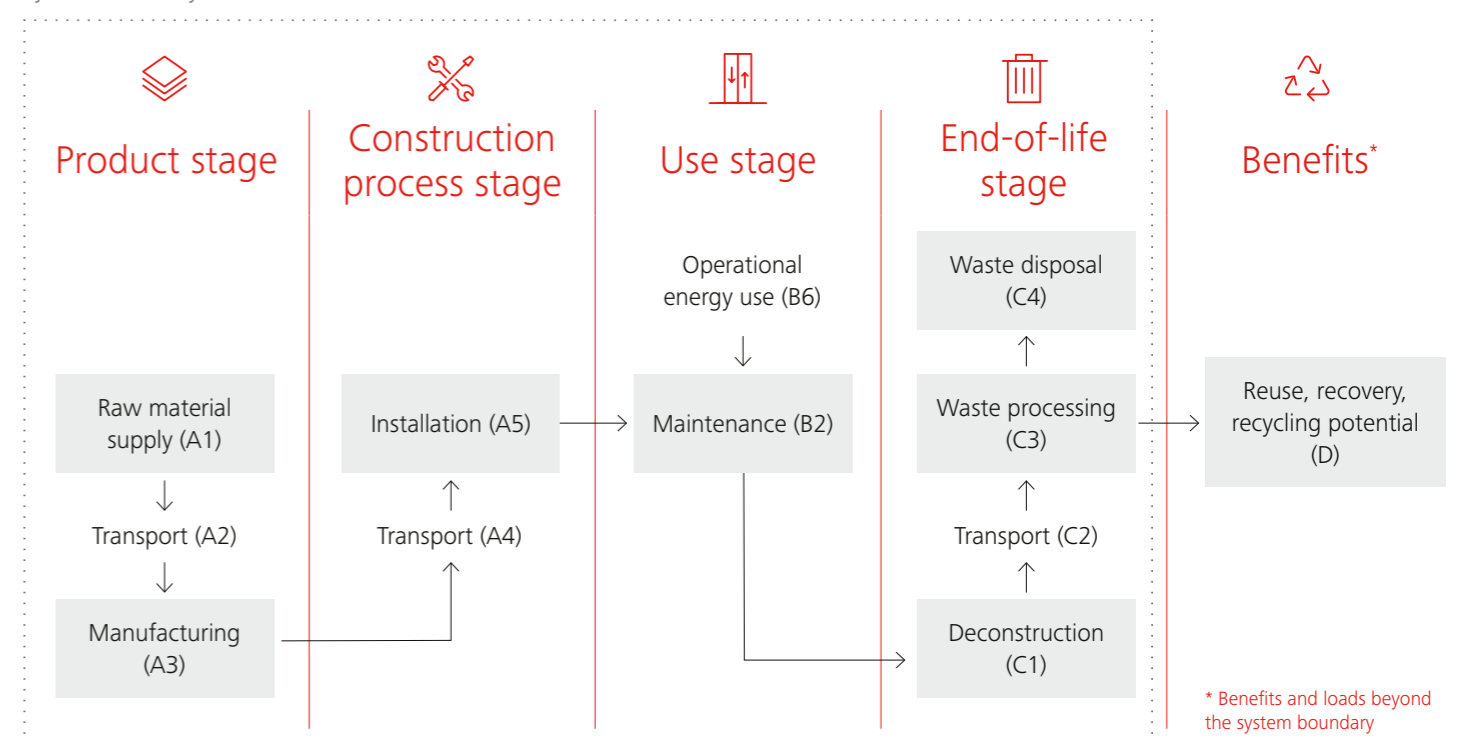 Product stage
Construction
process stage
Use stage
End-of-life
stage
Benefits*
Raw material
supply (A1)
Transport (A2)
Manufacturing
(A3)
Installation (A5)
Transport (A4)
Operational
energy use (B6)
Maintenance (B2)
Waste disposal
(C4)
Waste processing
(C3)
Transport (C2)
Deconstruction
(C1)
Reuse, recovery,
recycling potential
(D)
* Benefits and loads beyond
the system boundary